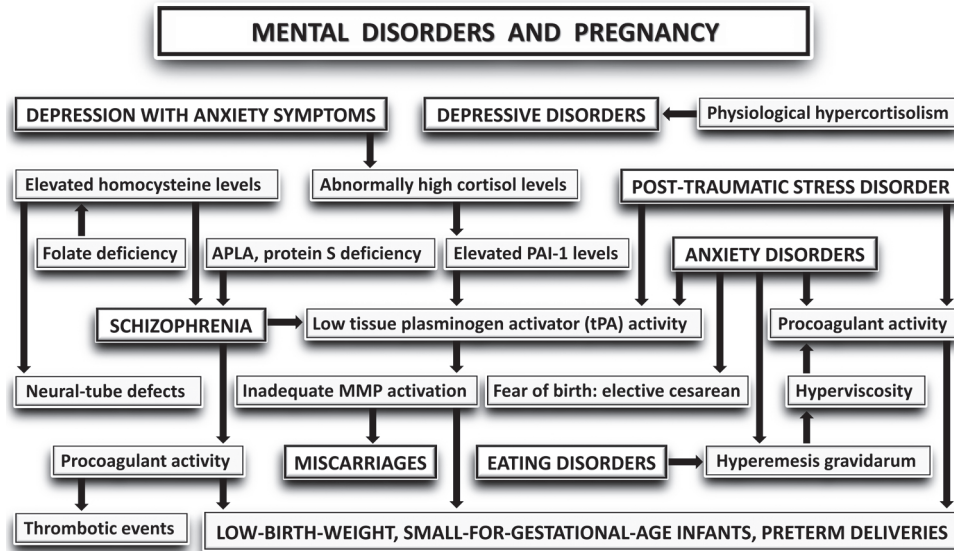 MENTAL DISORDERS AND PREGNANCY
DEPRESSION WITH ANXIETY SYMPTOMS
DEPRESSIVE DISORDERS
Physiological hypercortisolism
Elevated homocysteine levels
Abnormally high cortisol levels
POST-TRAUMATIC STRESS DISORDER
Folate deficiency
APLA, protein S deficiency
Elevated PAI-1 levels
ANXIETY DISORDERS
SCHIZOPHRENIA
Low tissue plasminogen activator (tPA) activity
Procoagulant activity
Neural-tube defects
Inadequate MMP activation
Fear of birth: elective cesarean
Hyperviscosity
Procoagulant activity
MISCARRIAGES
EATING DISORDERS
Hyperemesis gravidarum
Thrombotic events
LOW-BIRTH-WEIGHT, SMALL-FOR-GESTATIONAL-AGE INFANTS, PRETERM DELIVERIES